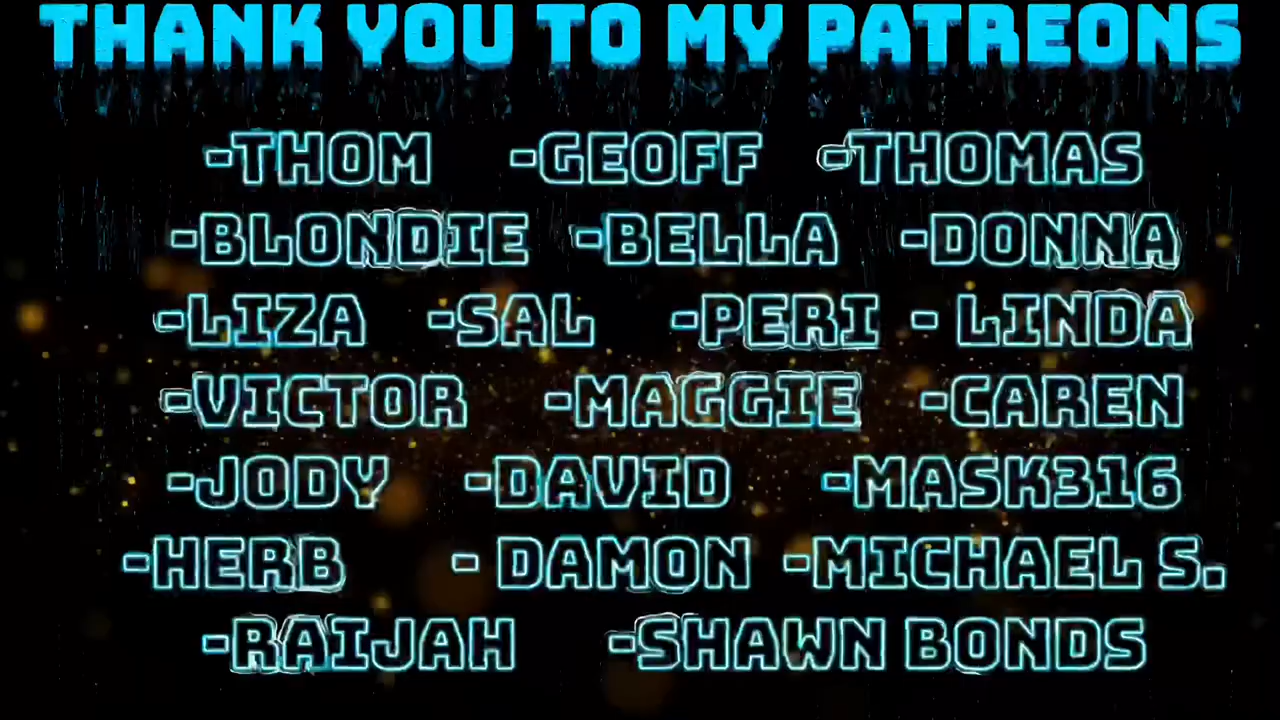 THANK YOU TO MY PATREONS
-THOM -GEOFF -THOMAS
-BLONDIE -BELLA -DONNA
-LIZA -SAL -PERI - LINDA
-VICTOR -MAGGIE -CAREN
-JODY -DAVID -MASK316
-HERB - DAMON -MICHAEL S.
-RAIJAH -SHAWN BONDS